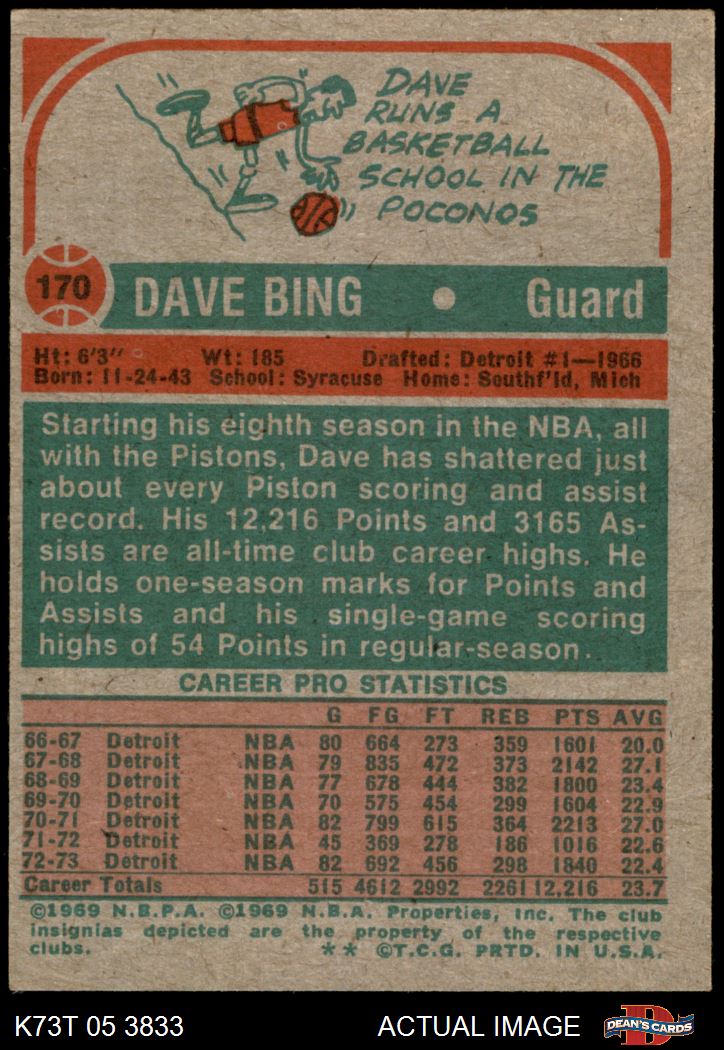 DAVE
RUNS A
BASKETBALL
SCHOOL IN THE
POCONOS
170 DAVE BING • Guard
Ht: 6'3" Wt: 185 Drafted: Detroit #1—1966
Born: 11-24-43 School: Syracuse Home: Southf'ld, Mich
Starting his eighth season in the NBA, all
with the Pistons, Dave has shattered just
about every Piston scoring and assist
record. His 12,216 Points and 3165 As-
sists are all-time club career highs. He
holds one-season marks for Points and
Assists and his single-game scoring
highs of 54 Points in regular-season.
CAREER PRO STATISTICS
G FG FT REB PTS AVG
66-67 Detroit NBA 80 664 273 359 1601 20.0
67-68 Detroit NBA 79 835 472 373 2142 27.1
68-69 Detroit NBA 77 678 444 382 1800 23.4
69-70 Detroit NBA 70 575 454 299 1604 22.9
70-71 Detroit NBA 82 799 615 364 2213 27.0
71-72 Detroit NBA 45 369 278 186 1016 22.6
72-73 Detroit NBA 82 692 456 298 1840 22.4
Career Totals 515 4612 2992 2261 12,216 23.7
©1969 N.B.P.A. ©1969 N.B.A. Properties, Inc. The club
insignias depicted are the property of the respective
clubs. ** ©T.C.G. PRTD. IN U.S.A.
K73T 05 3833 ACTUAL IMAGE D DEAN'S CARDS